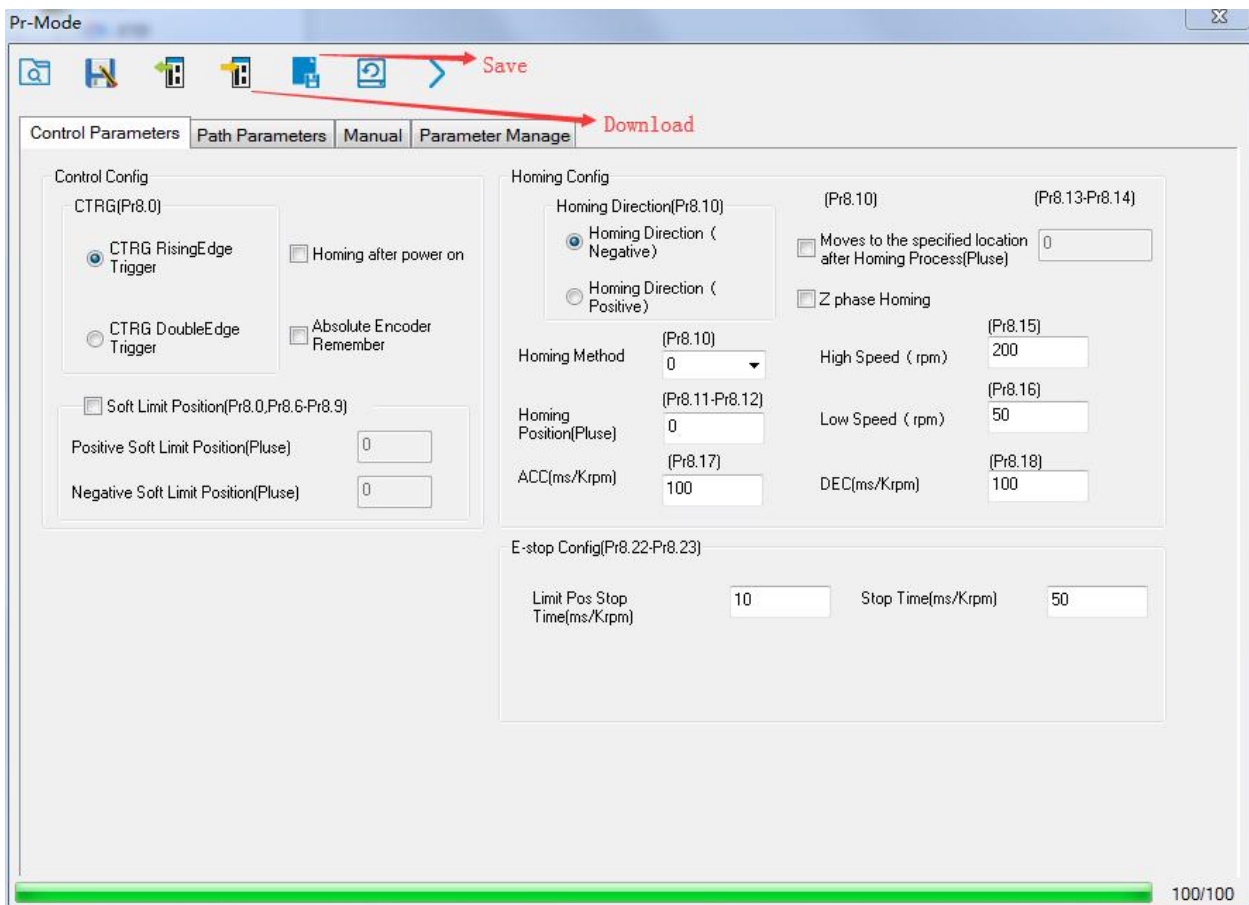 Pr-Mode
Save
Download
Control Parameters
Path Parameters
Manual
Parameter Manage
Control Config
CTRG(Pr8.0)
CTRG RisingEdge
Trigger
Homing after power on
CTRG DoubleEdge
Trigger
Absolute Encoder
Remember
Soft Limit Position(Pr8.0,Pr8.6-Pr8.9)
Positive Soft Limit Position(Pluse)
0
Negative Soft Limit Position(Pluse)
0
Homing Config
Homing Direction(Pr8.10)
Homing Direction (
Negative)
Homing Direction (
Positive)
(Pr8.10)
(Pr8.13-Pr8.14)
Moves to the specified location
after Homing Process(Pluse)
0
Z phase Homing
Homing Method
(Pr8.10)
0
High Speed (rpm)
(Pr8.15)
200
Homing
Position(Pluse)
(Pr8.11-Pr8.12)
0
Low Speed (rpm)
(Pr8.16)
50
ACC(ms/Krpm)
(Pr8.17)
100
DEC(ms/Krpm)
(Pr8.18)
100
E-stop Config(Pr8.22-Pr8.23)
Limit Pos Stop
Time(ms/Krpm)
10
Stop Time(ms/Krpm)
50
100/100